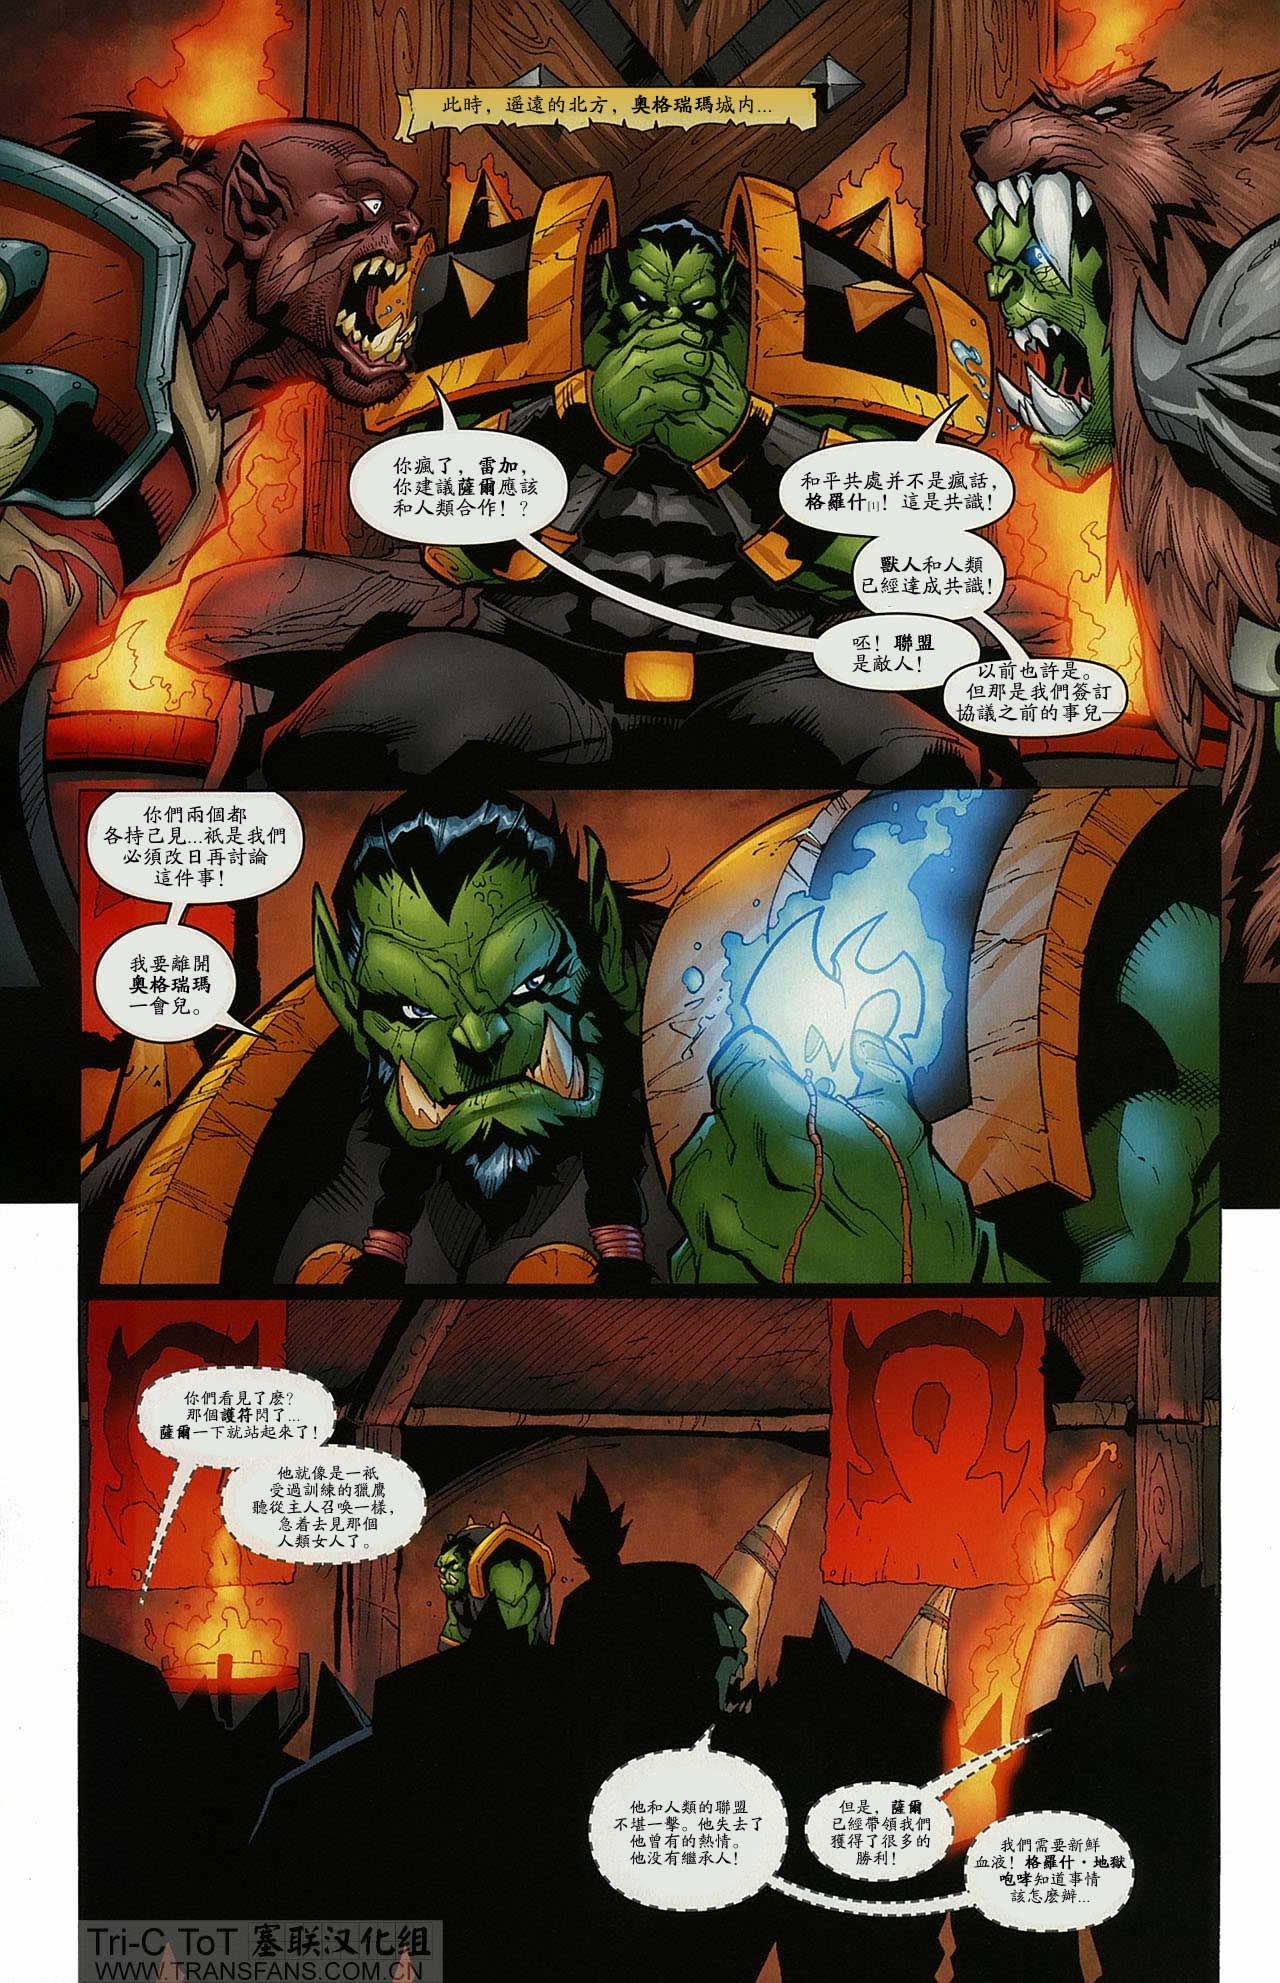 此時，遥遠的北方，奥格瑞瑪城内...
你瘋了，雷加，
你建議薩爾應該
和人類合作！？
和平共處并不是瘋話，
格羅什[1]！這是共識！
獸人和人類
已經達成共識！
呸！聯盟
是敵人！
以前也許是。
但那是我們簽訂
協議之前的事兒—
你們兩個都
各持己見...衹是我們
必須改日再討論
這件事！
我要離開
奥格瑞瑪
一會兒。
你們看見了麽？
那個護符閃了...
薩爾一下就站起來了！
他就像是一衹
受過訓練的獵鷹
聽從主人召唤一樣，
急着去見那個
人類女人了。
他和人類的聯盟
不堪一擊。他失去了
他曾有的熱情。
他没有繼承人！
但是，薩爾
已經帶領我們
獲得了很多的
勝利！
我們需要新鮮
血液！格羅什·地獄
咆哮知道事情
該怎麽辦...
Tri-C ToT 塞联汉化组
WWW.TRANSFANS.COM.CN